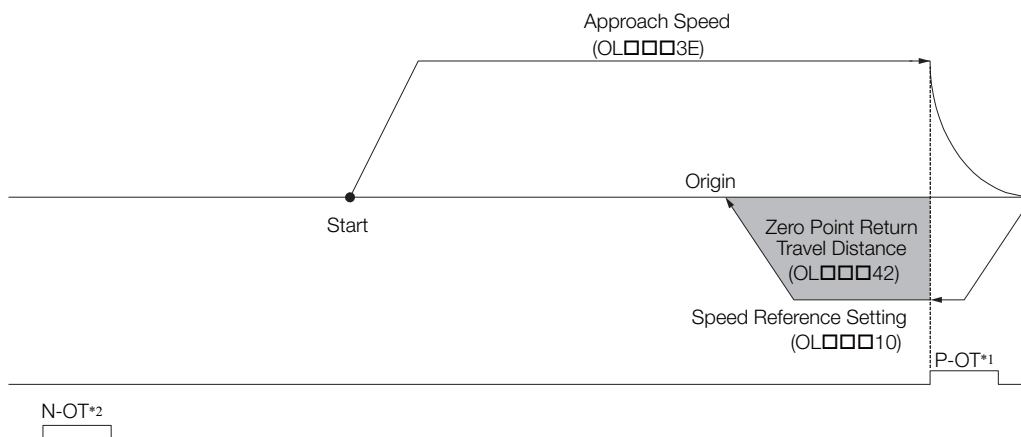 Approach Speed
(OL□□□3E)
Origin
Start
Zero Point Return
Travel Distance
(OL□□□42)
Speed Reference Setting
(OL□□□10)
P-OT*1
N-OT*2